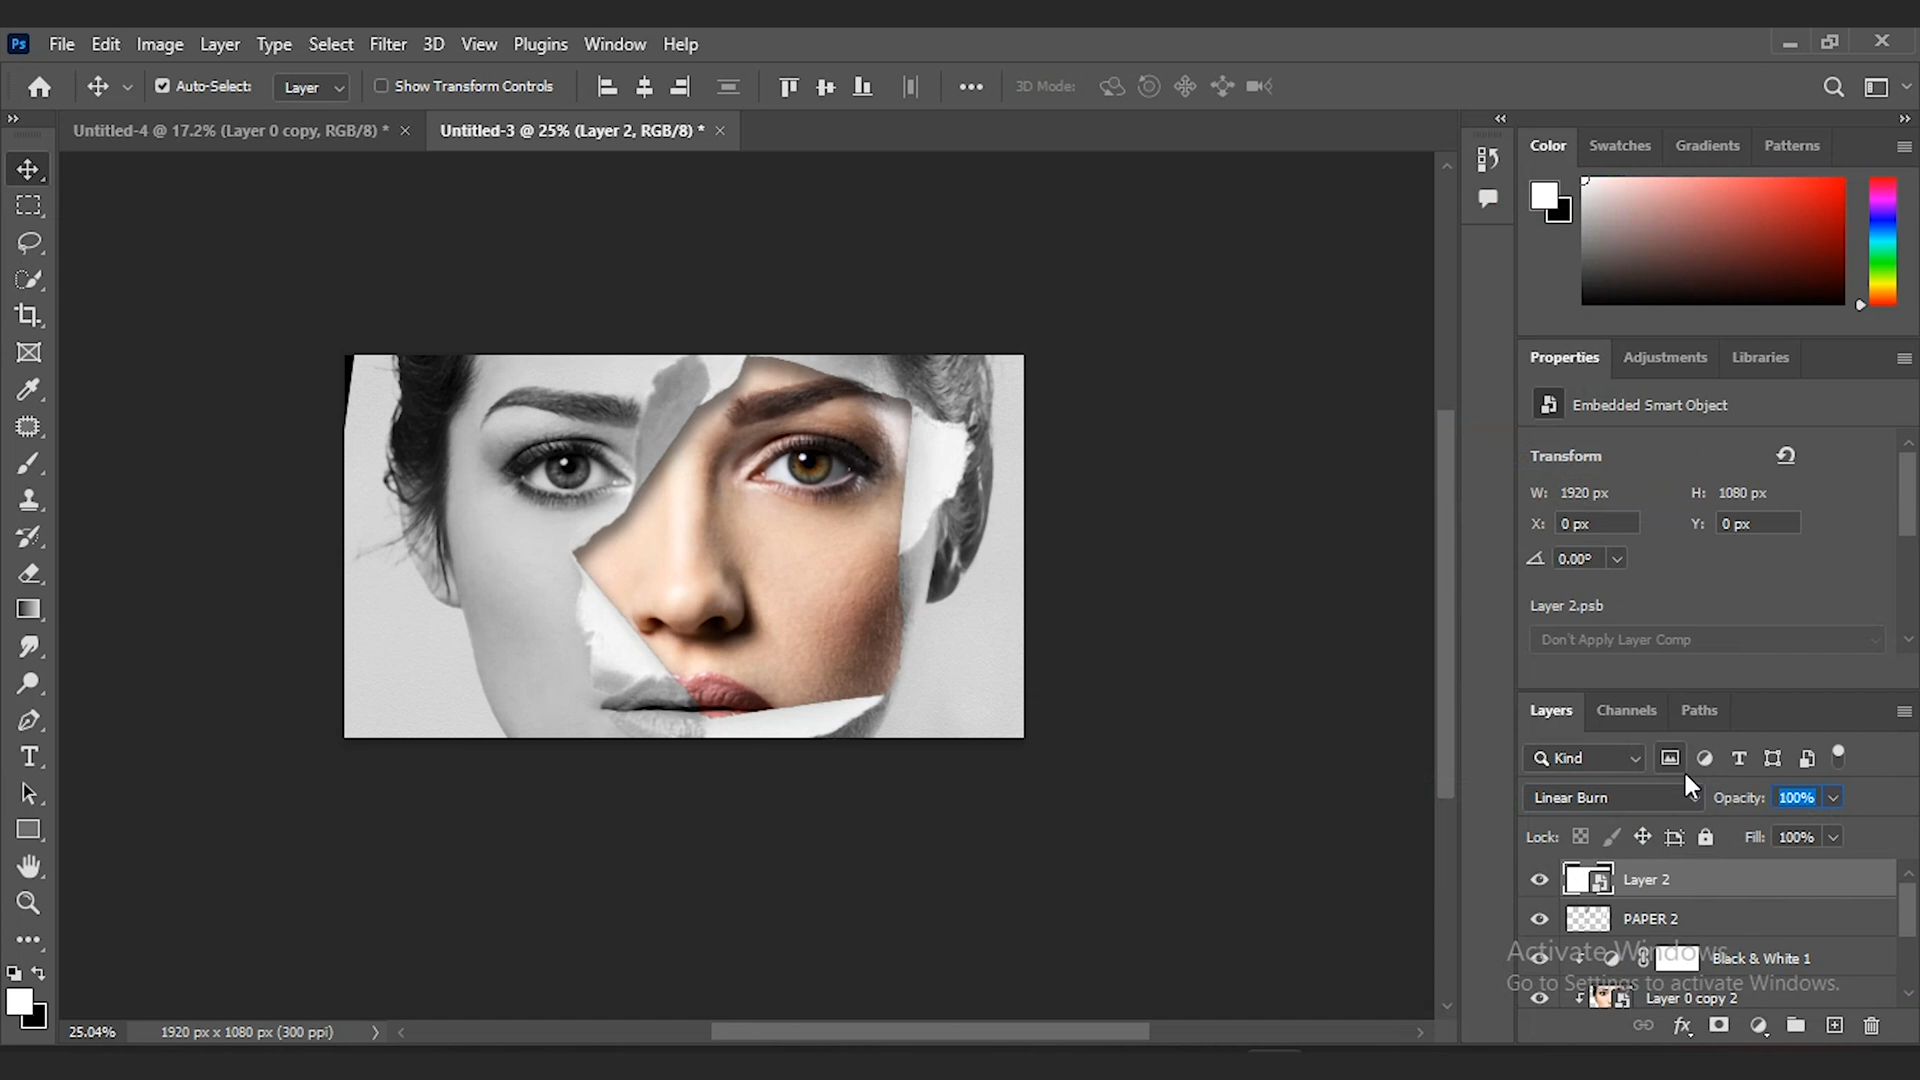 Ps File Edit Image Layer Type Select Filter 3D View Plugins Window Help
Auto-Select: Layer Show Transform Controls 3D Mode:
Untitled-4 @ 17.2% (Layer 0 copy, RGB/8) * Untitled-3 @ 25% (Layer 2, RGB/8) *
Color Swatches Gradients Patterns
Properties Adjustments Libraries
Embedded Smart Object
Transform
W: 1920 px H: 1080 px
X: 0 px Y: 0 px
0.00°
Layer 2.psb
Don't Apply Layer Comp
Layers Channels Paths
Kind
Linear Burn Opacity: 100%
Lock: Fill: 100%
Layer 2
PAPER 2
Activate Windows
Black & White 1
Go to Settings to activate Windows.
Layer 0 copy 2
25.04% 1920 px x 1080 px (300 ppi)